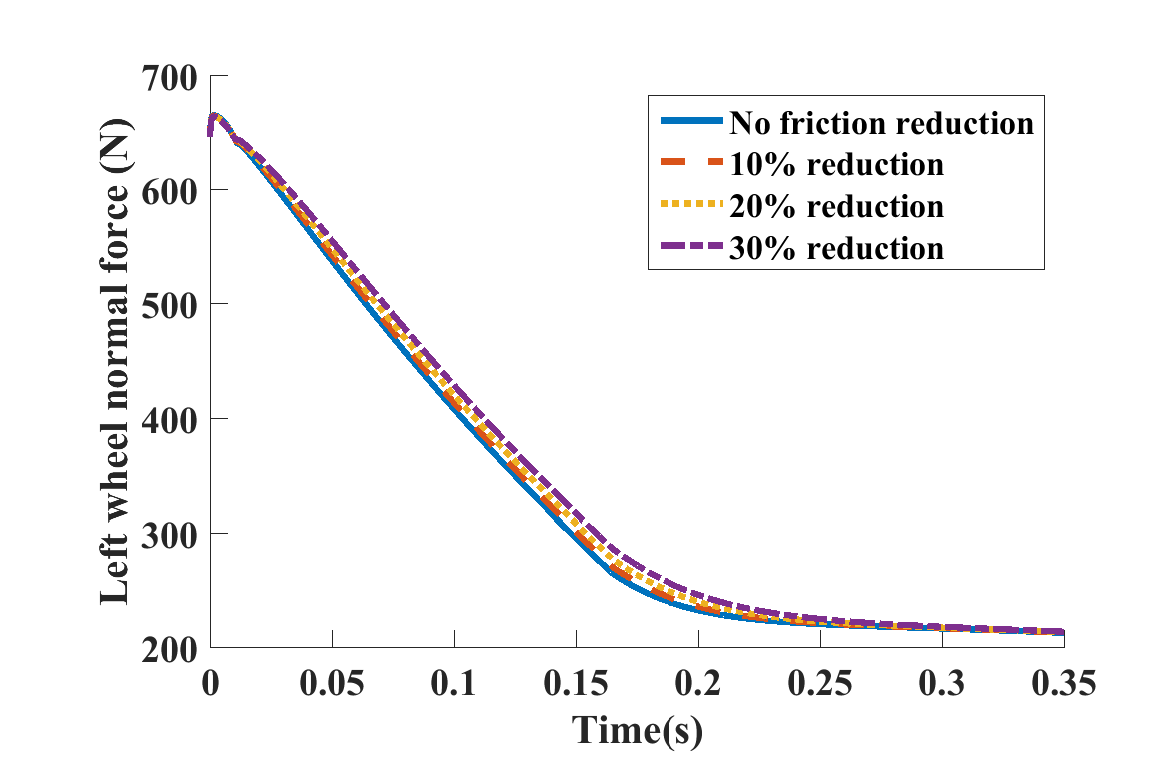 700
600
500
400
300
200
Left wheel normal force (N)
No friction reduction
10% reduction
20% reduction
30% reduction
0 0.05 0.1 0.15 0.2 0.25 0.3 0.35
Time(s)